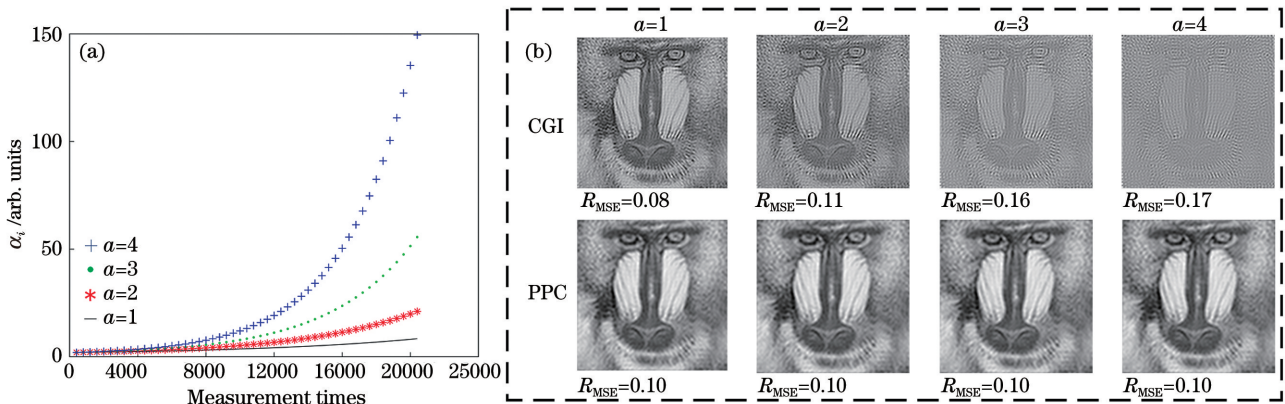 (a)
150
100
50
0
α_i /arb. units
a=4
a=3
a=2
a=1
0 4000 8000 12000 16000 20000 25000
Measurement times
(b)
a=1 a=2 a=3 a=4
CGI
R_MSE=0.08 R_MSE=0.11 R_MSE=0.16 R_MSE=0.17
PPC
R_MSE=0.10 R_MSE=0.10 R_MSE=0.10 R_MSE=0.10